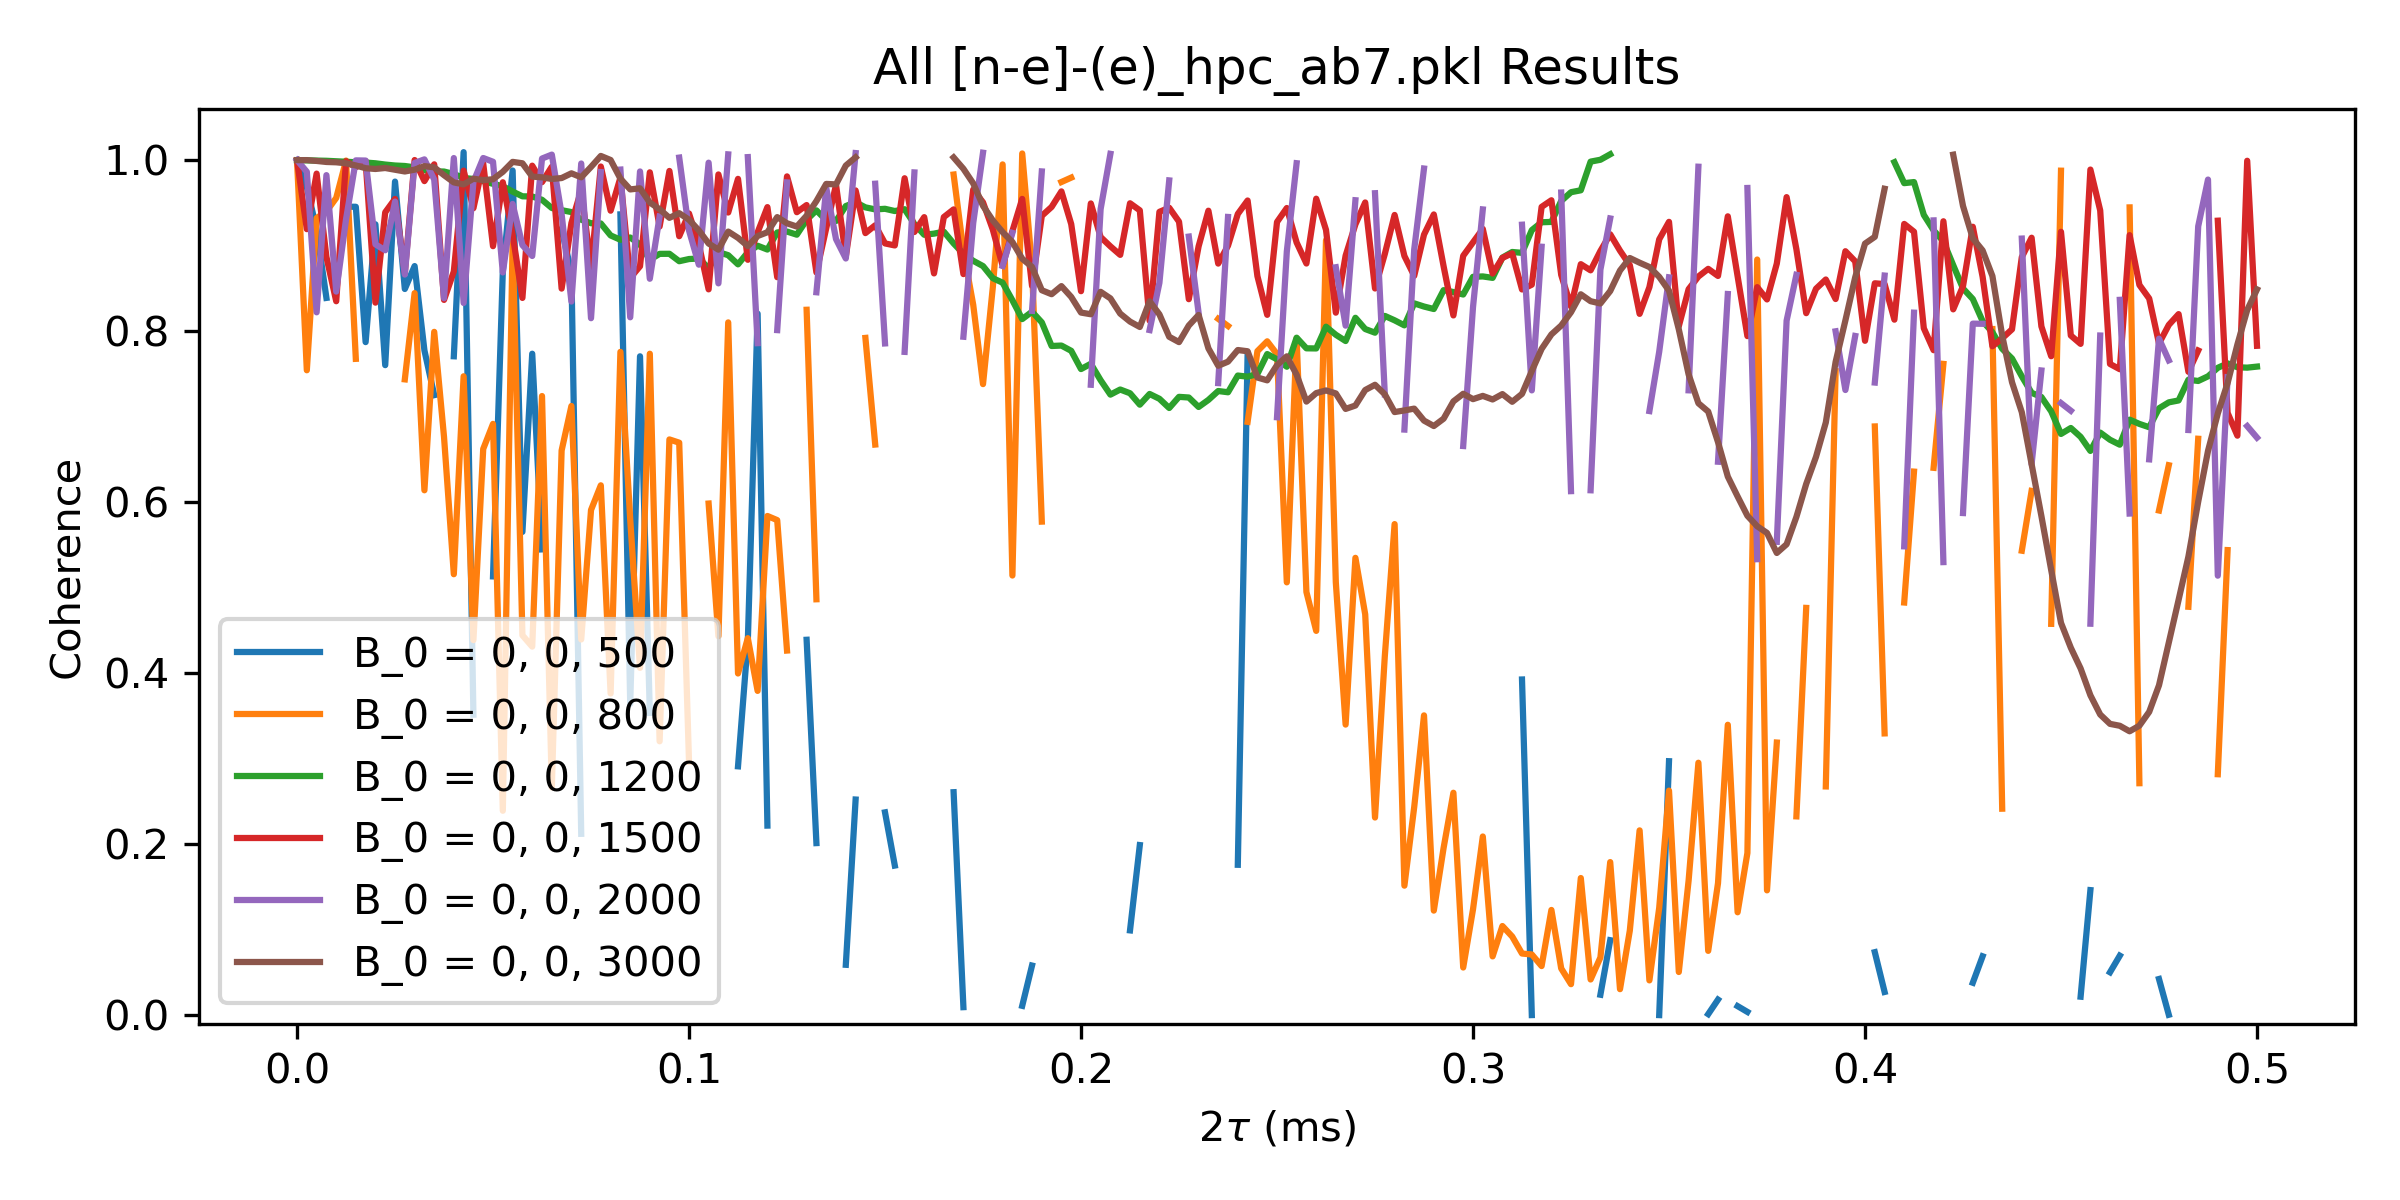 All [n-e]-(e)_hpc_ab7.pkl Results
1.0
0.8
0.6
0.4
0.2
0.0
Coherence
B_0 = 0, 0, 500
B_0 = 0, 0, 800
B_0 = 0, 0, 1200
B_0 = 0, 0, 1500
B_0 = 0, 0, 2000
B_0 = 0, 0, 3000
0.0 0.1 0.2 0.3 0.4 0.5
2τ (ms)